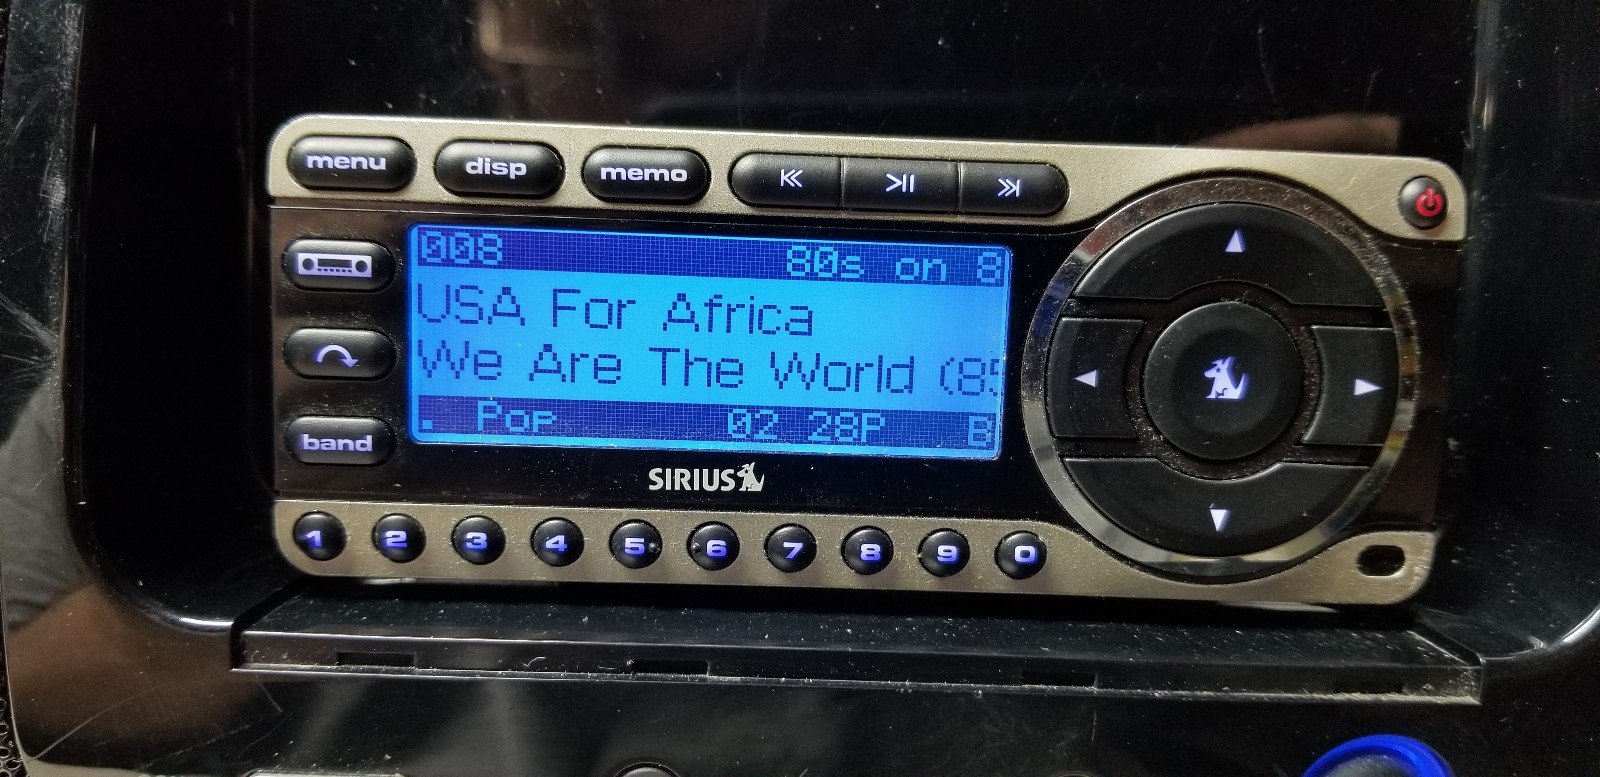 menu disp memo
008 80s on 8
USA For Africa
We Are The World (85
. Pop 02 28P B
band
SIRIUS
1 2 3 4 5 6 7 8 9 0